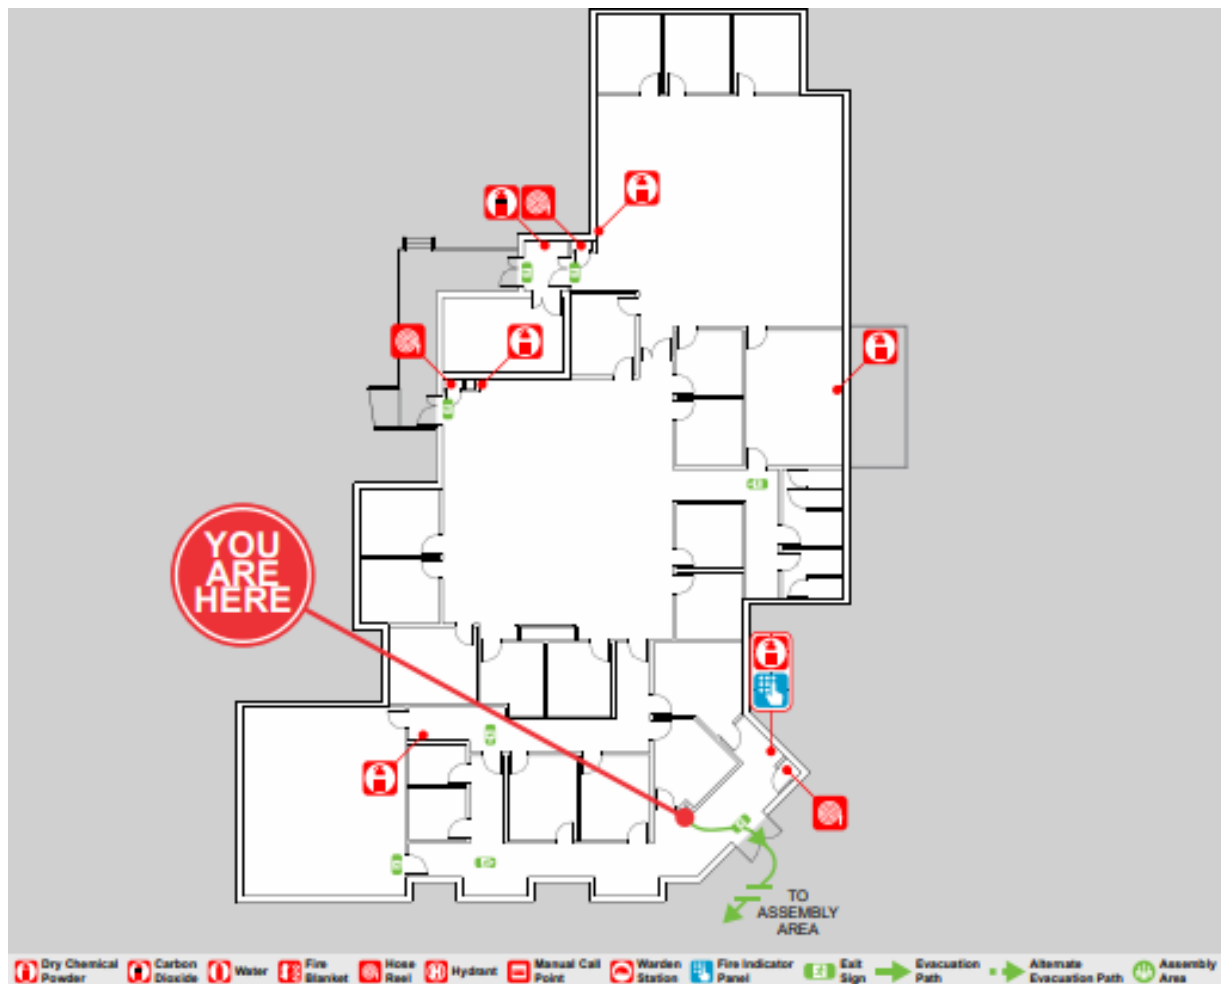 YOU
ARE
HERE
TO
ASSEMBLY
AREA
Dry Chemical
Powder
Carbon
Dioxide
Water
Fire
Blanket
Hose
Reel
Hydrant
Manual Call
Point
Warden
Station
Fire Indicator
Panel
Exit
Sign
Evacuation
Path
Alternate
Evacuation Path
Assembly
Area